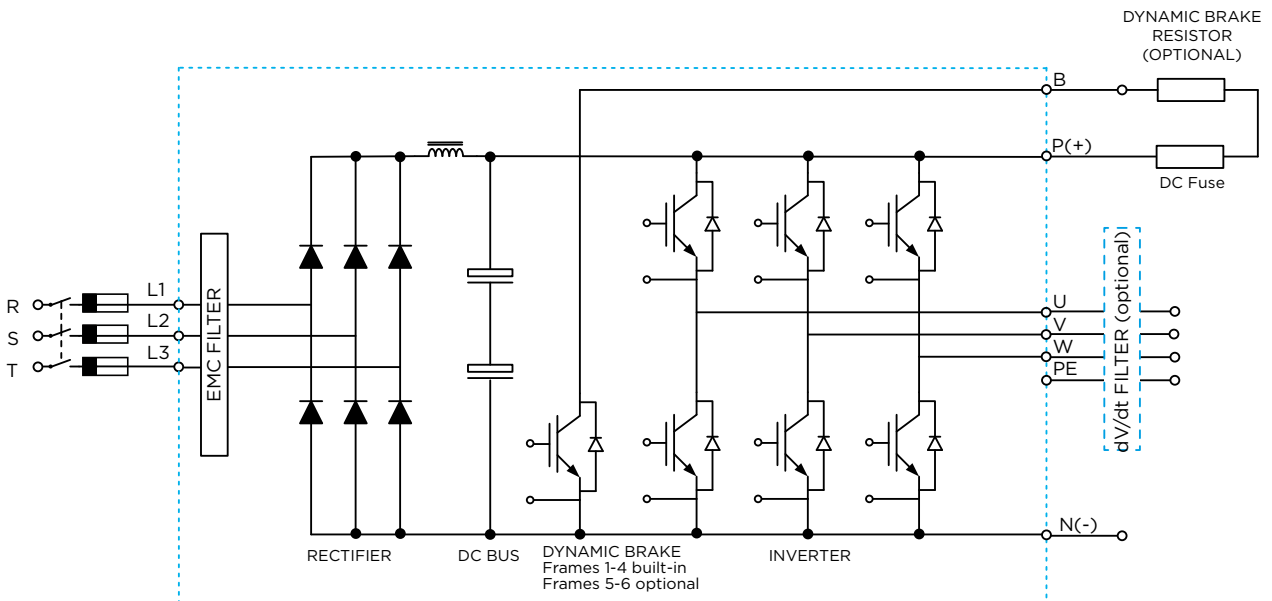 DYNAMIC BRAKE
RESISTOR
(OPTIONAL)
B
P(+)
DC Fuse
R
S
T
L1
L2
L3
EMC FILTER
U
V
W
PE
dV/dt FILTER (optional)
N(-)
RECTIFIER
DC BUS
DYNAMIC BRAKE
Frames 1-4 built-in
Frames 5-6 optional
INVERTER